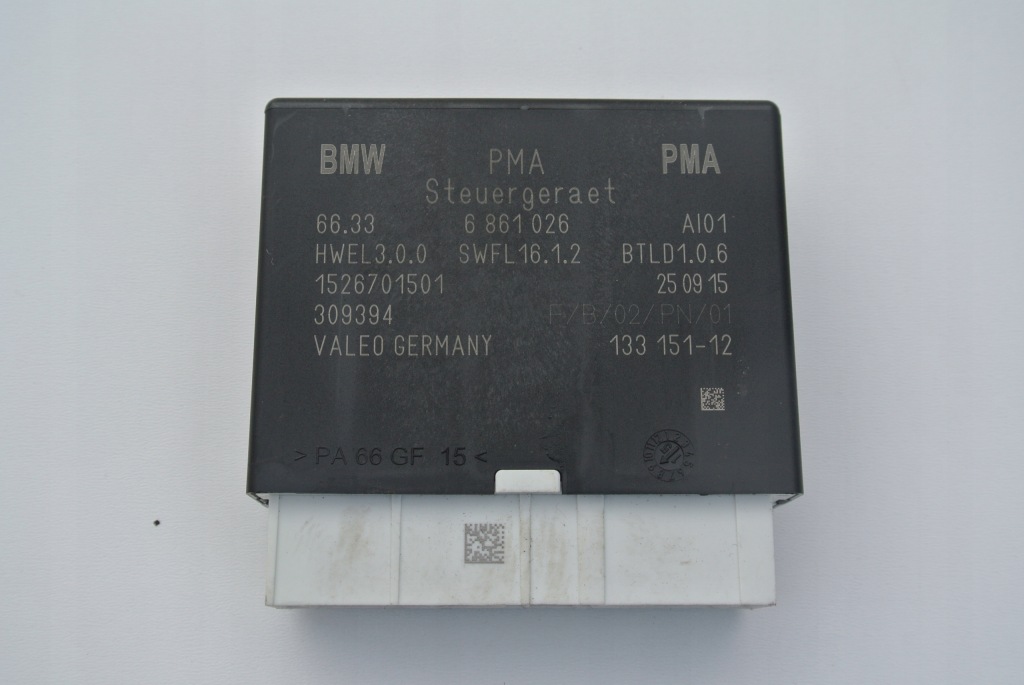 BMW PMA PMA
Steuergeraet
66.33 6 861 026 AI01
HWEL3.0.0 SWFL16.1.2 BTLD1.0.6
1526701501 25 09 15
309394 F/B/02/PN/01
VALEO GERMANY 133 151-12
> PA 66 GF 15 <